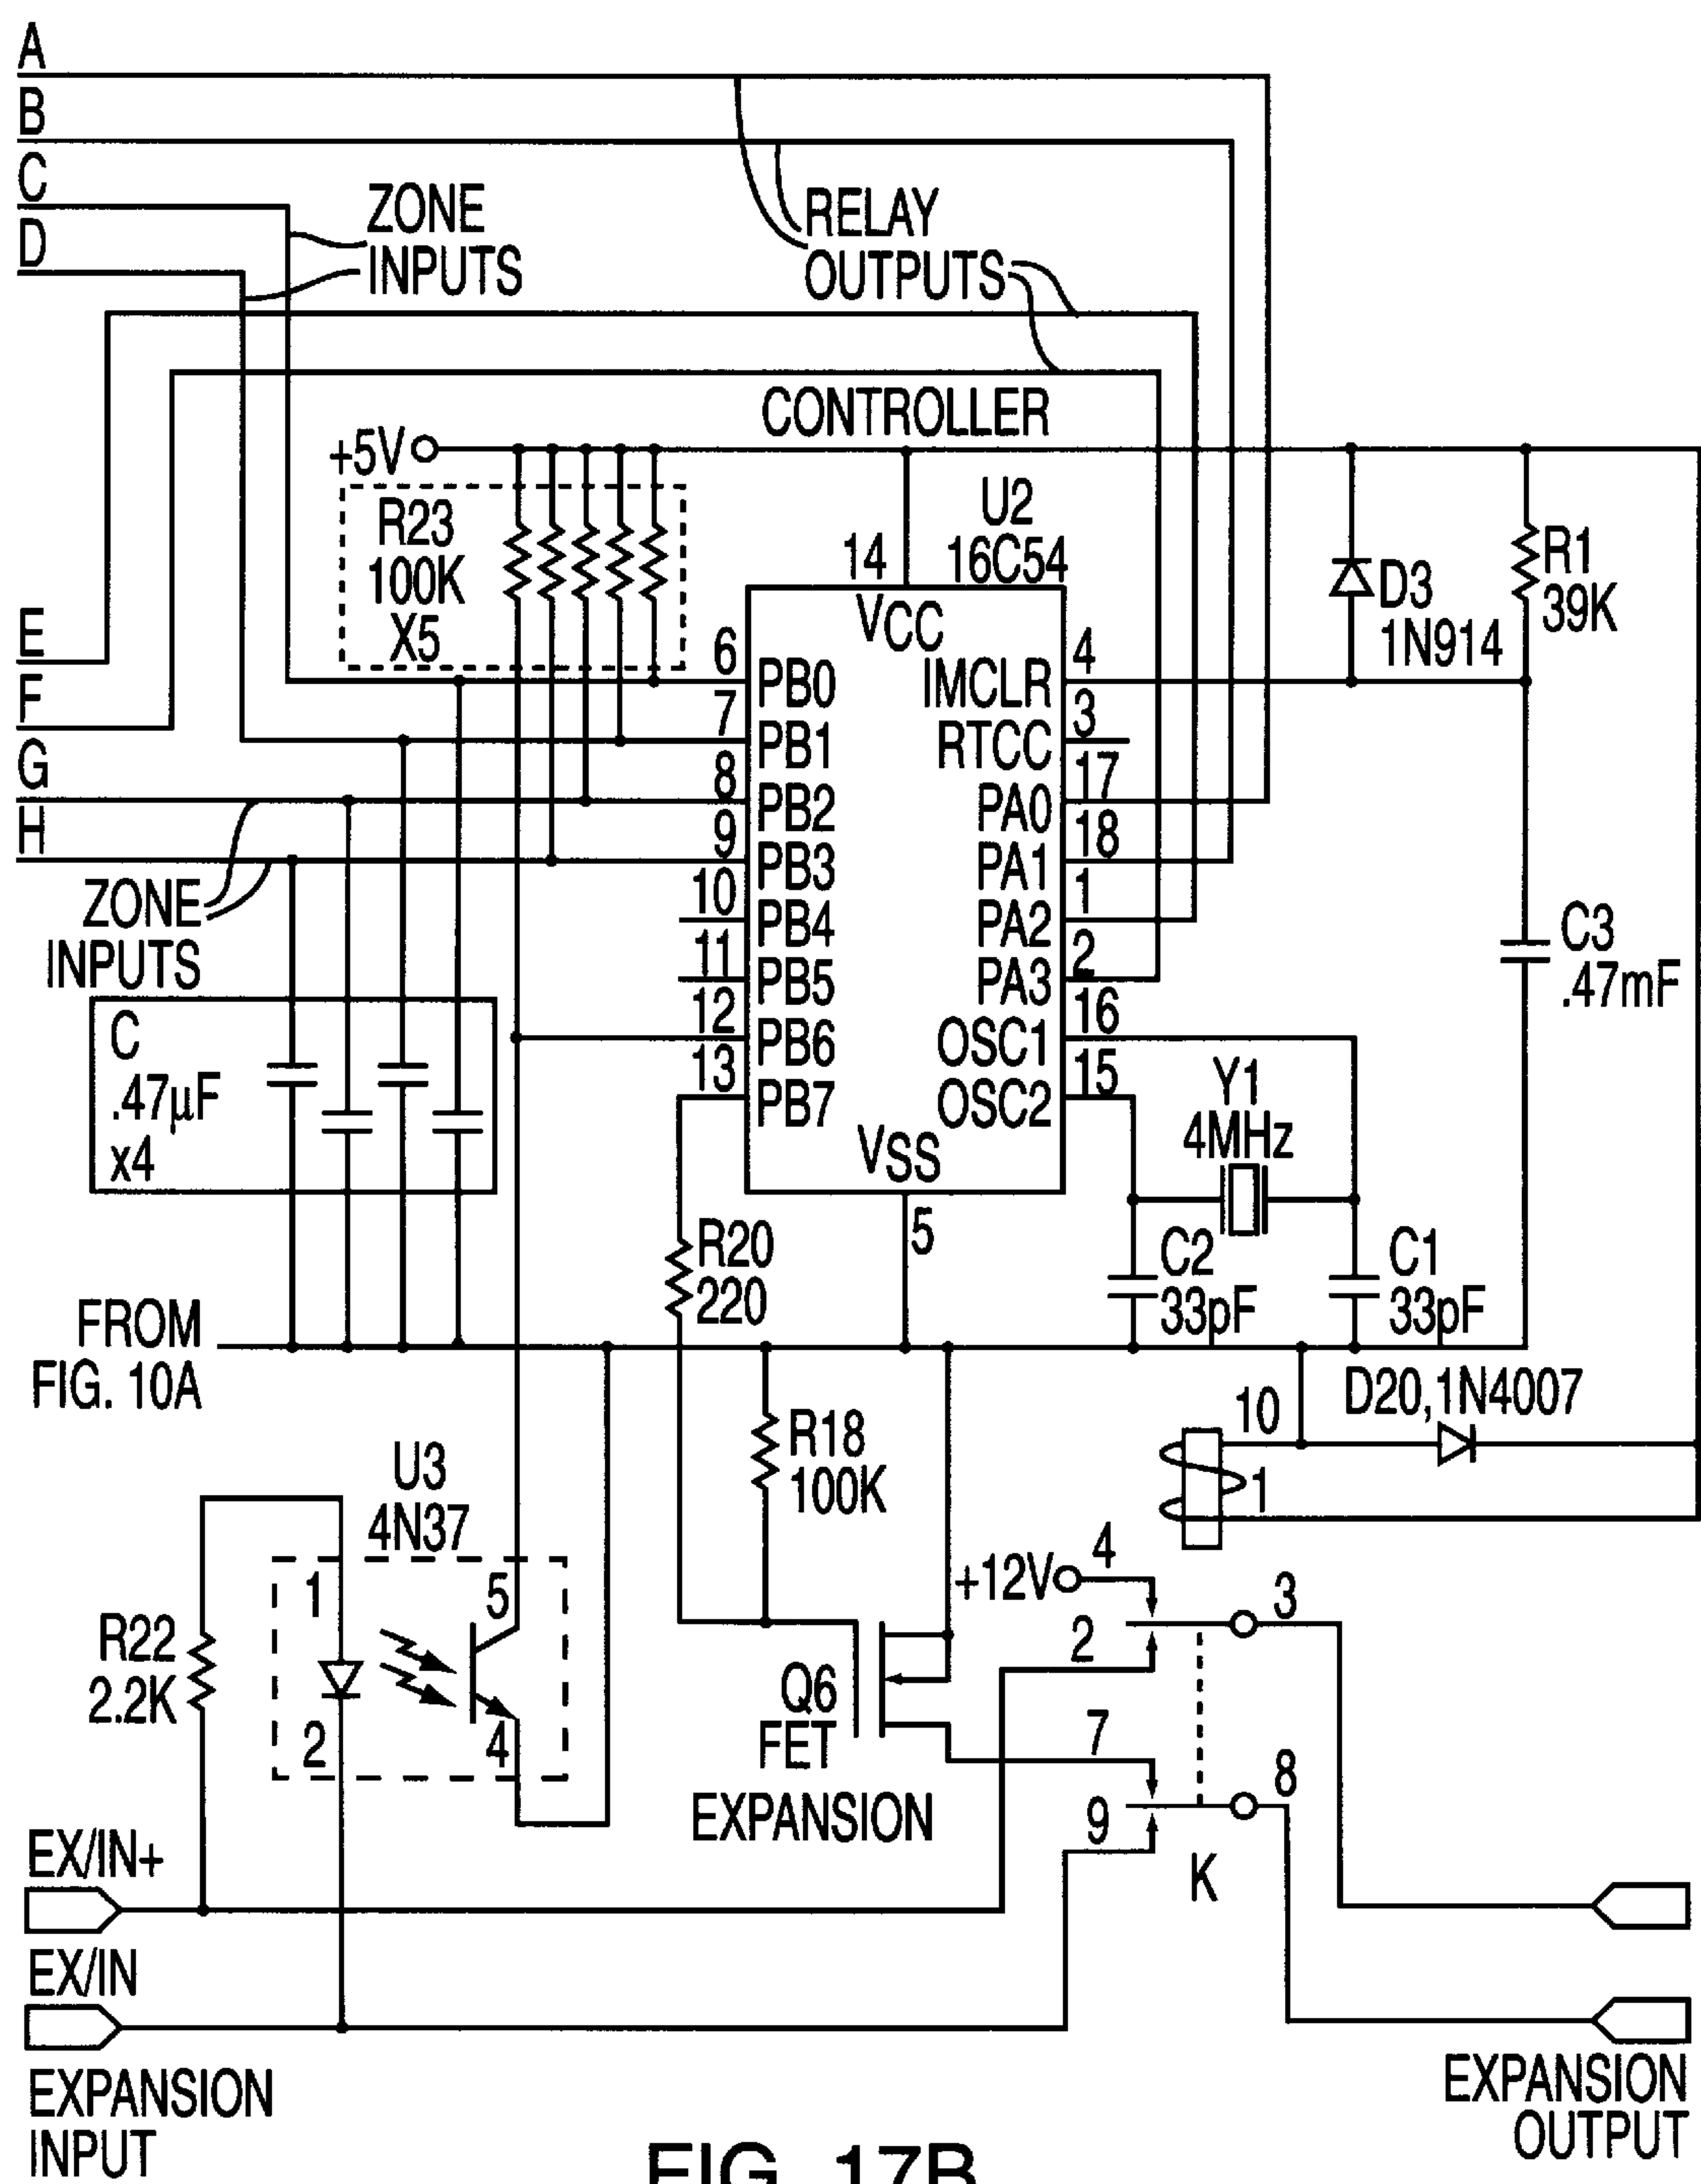 A
B
C
D
ZONE
INPUTS
RELAY
OUTPUTS
CONTROLLER
+5V
R23
100K
X5
U2
16C54
14
VCC
D3
1N914
R1
39K
E
F
G
H
6
PB0
7
PB1
8
PB2
9
PB3
10
PB4
11
PB5
12
PB6
13
PB7
4
IMCLR
3
RTCC
17
PA0
18
PA1
1
PA2
2
PA3
16
OSC1
15
OSC2
VSS
5
ZONE
INPUTS
C
.47µF
x4
C3
.47mF
Y1
4MHz
R20
220
C2
33pF
C1
33pF
FROM
FIG. 10A
R18
100K
10
D20,1N4007
1
U3
4N37
1
5
2
4
R22
2.2K
+12V
4
3
2
Q6
FET
EXPANSION
7
8
9
K
EX/IN+
EX/IN
EXPANSION
INPUT
EXPANSION
OUTPUT
FIG. 17B